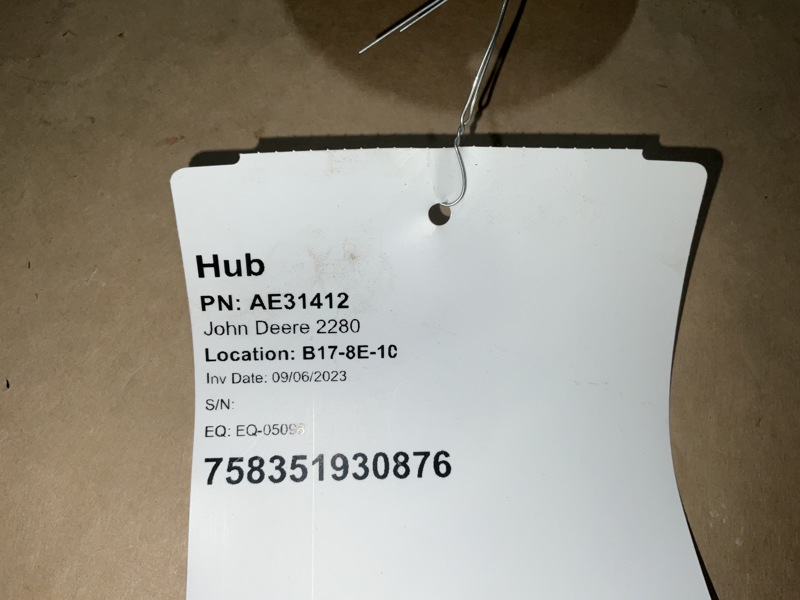 Hub
PN: AE31412
John Deere 2280
Location: B17-8E-10
Inv Date: 09/06/2023
S/N:
EQ:
758351930876